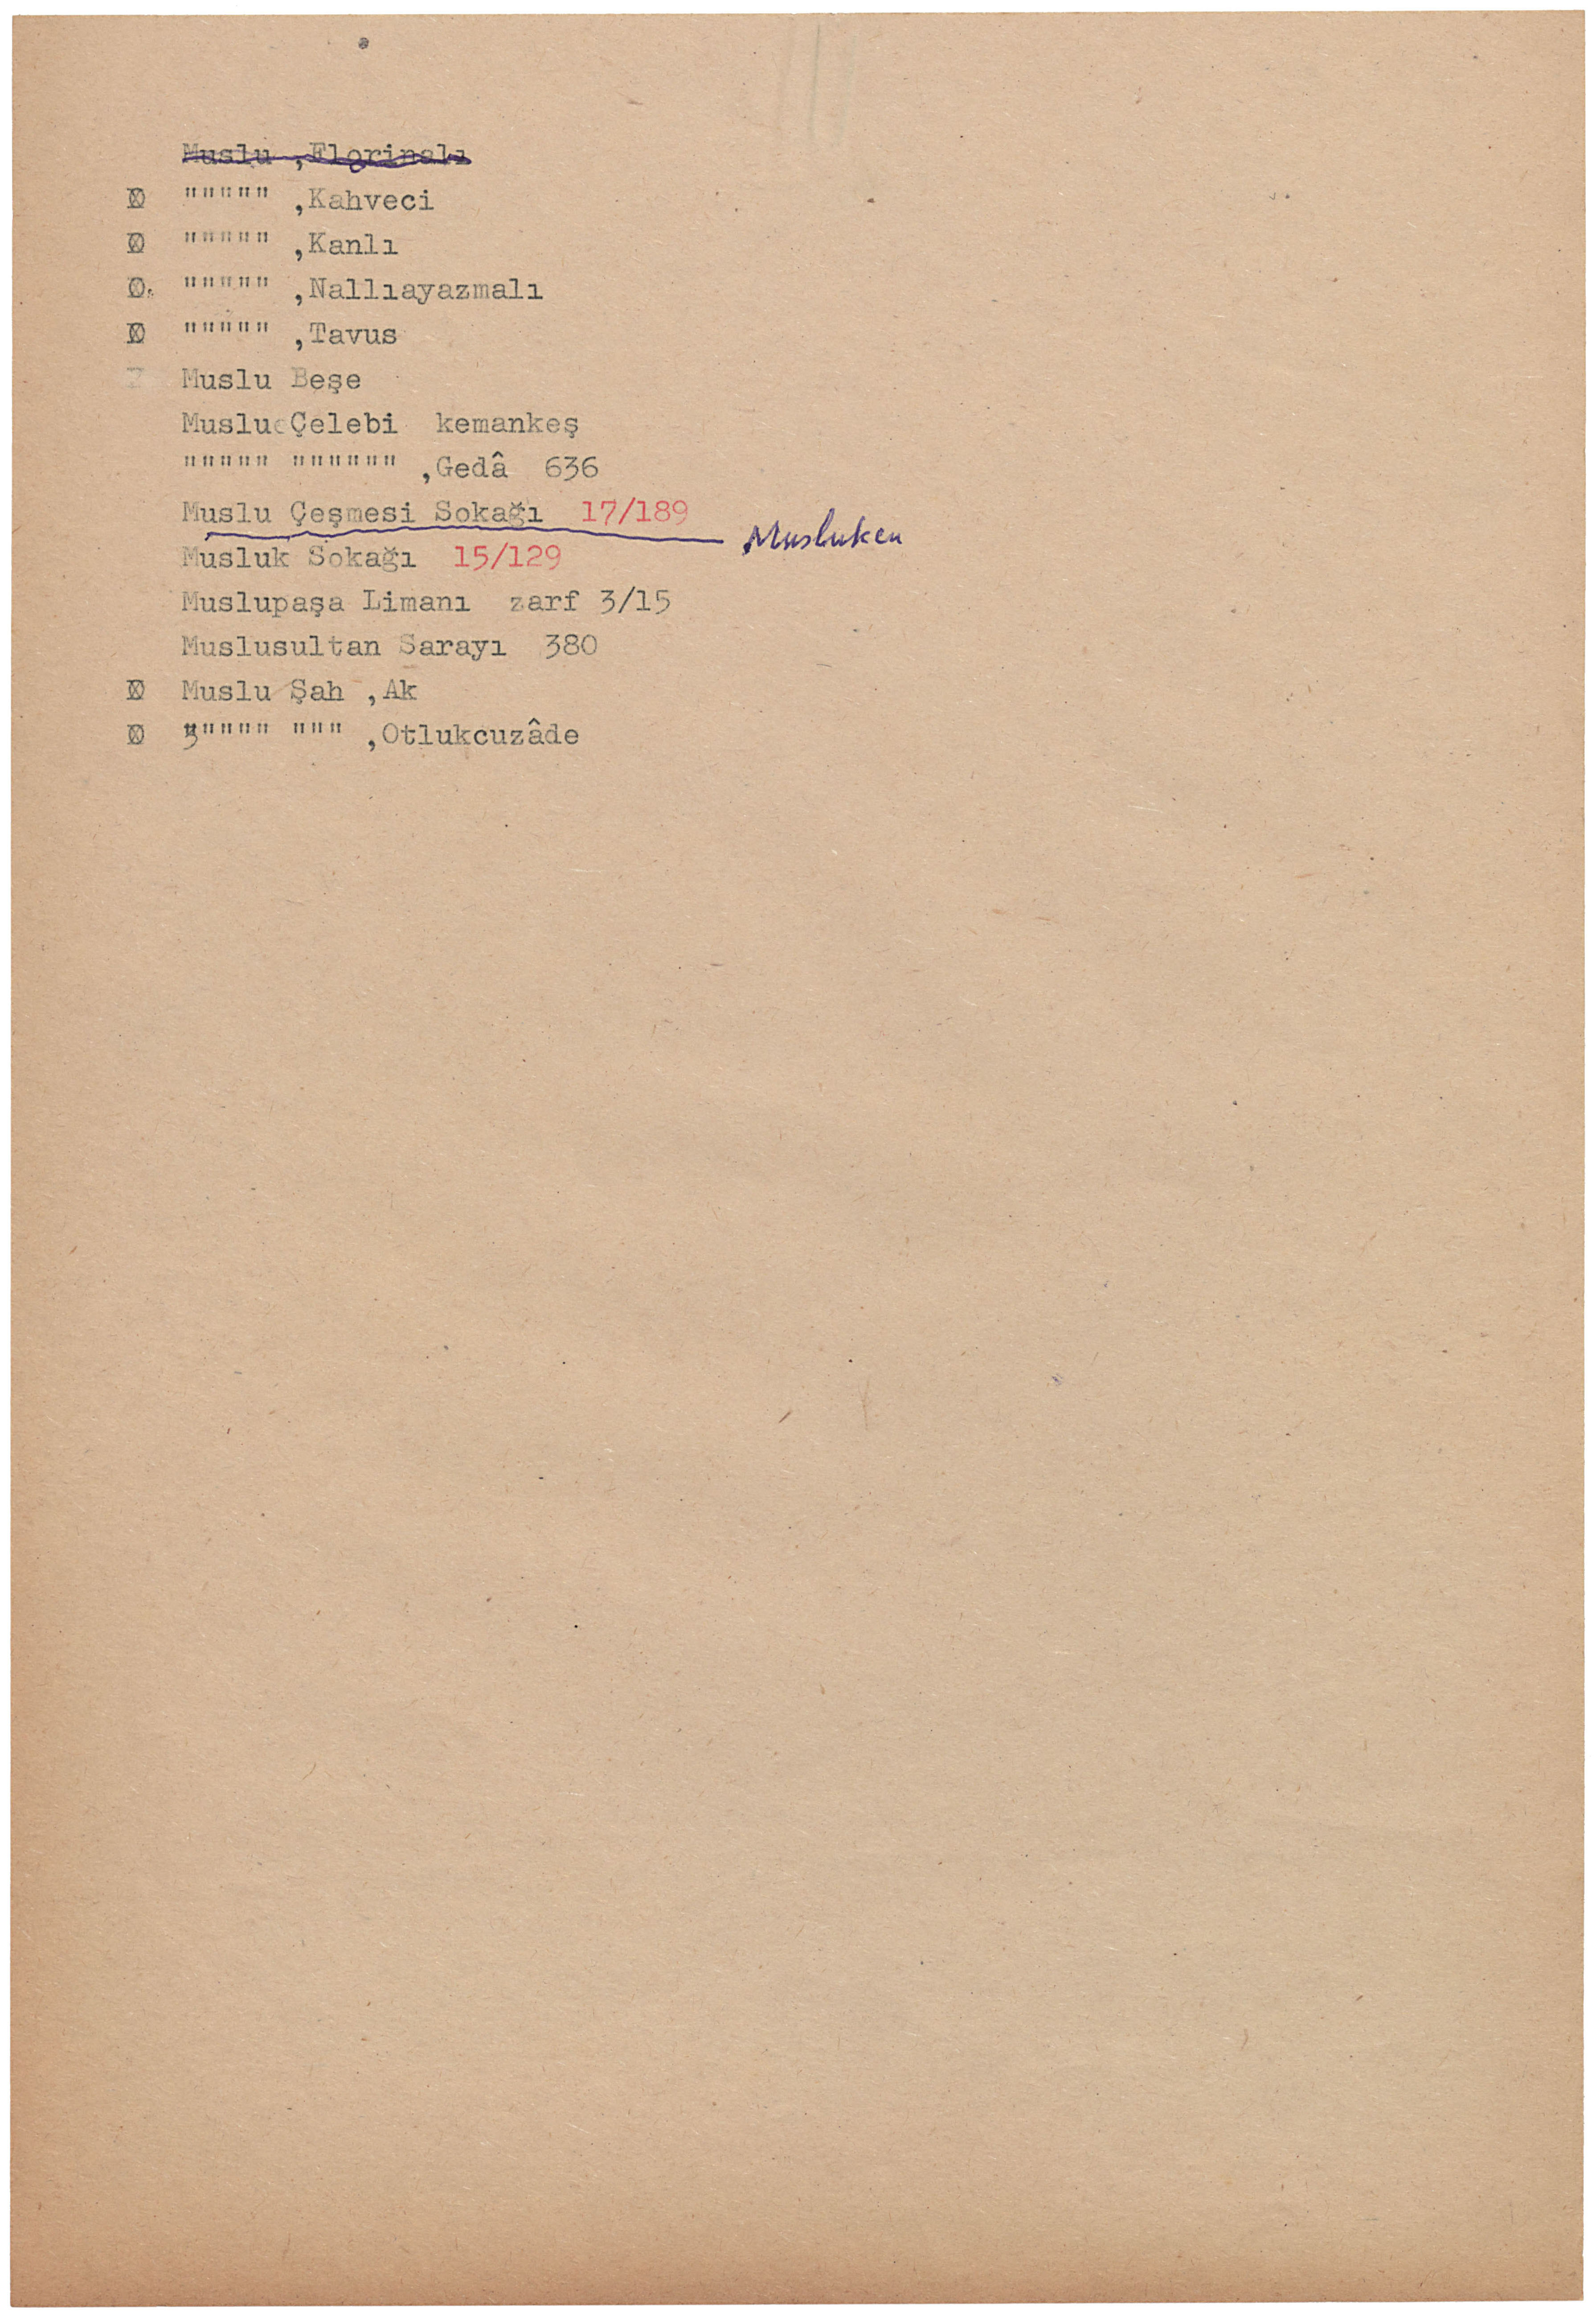 Muslu ,Florinalı
""""" ,Kahveci
""""" ,Kanlı
""""" ,Nallıayazmalı
""""" ,Tavus
Muslu Beşe
Muslu Çelebi kemankeş
""""" """""" ,Gedâ 636
Muslu Çeşmesi Sokağı 17/189
Musluken
Musluk Sokağı 15/129
Muslupaşa Limanı zarf 3/15
Muslusultan Sarayı 380
Muslu Şah ,Ak
""""" """ ,Otlukcuzâde